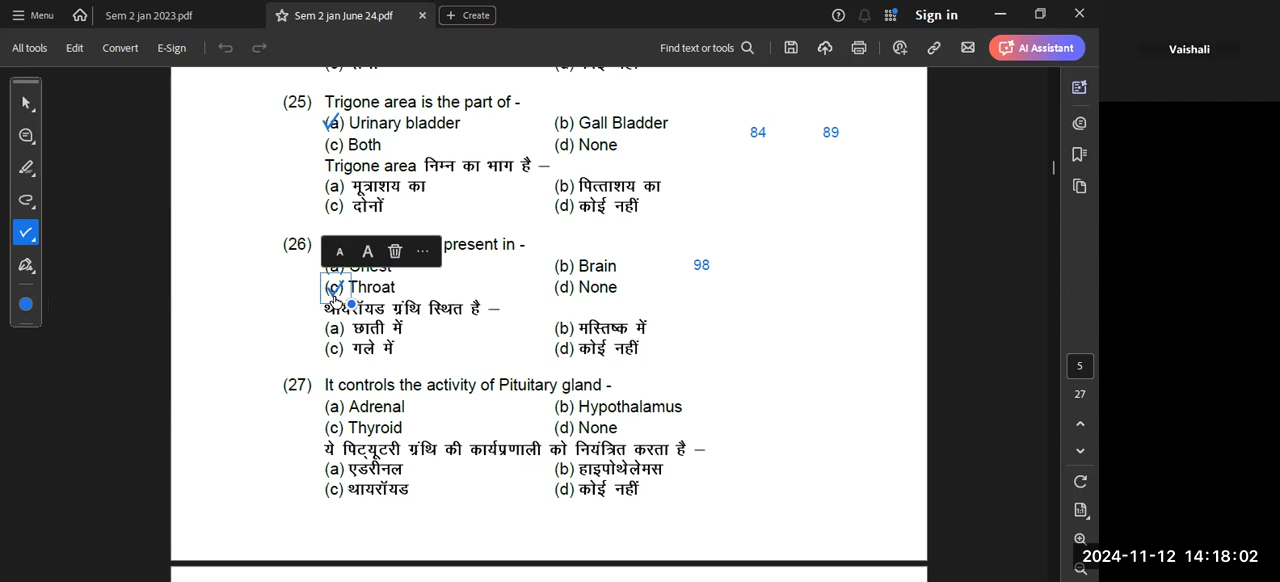 Menu
Sem 2 jan 2023.pdf
Sem 2 jan June 24.pdf
Create
Sign in
All tools
Edit
Convert
E-Sign
Find text or tools
AI Assistant
Vaishali
(25) Trigone area is the part of -
(a) Urinary bladder (b) Gall Bladder 84 89
(c) Both (d) None
Trigone area निम्न का भाग है –
(a) मूत्राशय का (b) पित्ताशय का
(c) दोनों (d) कोई नहीं
(26) present in -
(a) Chest (b) Brain 98
(c) Throat (d) None
थायरॉयड ग्रंथि स्थित है –
(a) छाती में (b) मस्तिष्क में
(c) गले में (d) कोई नहीं
(27) It controls the activity of Pituitary gland -
(a) Adrenal (b) Hypothalamus
(c) Thyroid (d) None
ये पिट्यूटरी ग्रंथि की कार्यप्रणाली को नियंत्रित करता है –
(a) एडरीनल (b) हाइपोथेलेमस
(c) थायरॉयड (d) कोई नहीं
5
27
2024-11-12 14:18:02